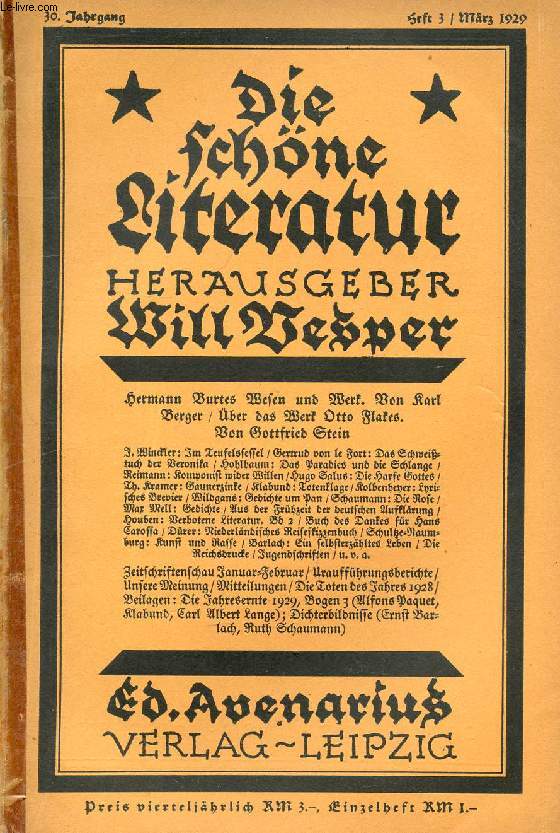 Le-livre.com
30. Jahrgang
Heft 3 / März 1929
Die
schöne
Literatur
HERAUSGEBER
Will Vesper
Hermann Burtes Wesen und Werk. Von Karl
Berger / Über das Werk Otto Flakes.
Von Gottfried Stein
J. Winckler: Im Teufelssessel / Gertrud von le Fort: Das Schweiß-
tuch der Veronika / Hohlbaum: Das Paradies und die Schlange /
Reimann: Komponist wider Willen / Hugo Salus: Die Harfe Gottes /
Th. Kramer: Gaunerzinke / Klabund: Totenklage / Kolbenheyer: Lyri-
sches Brevier / Wildgans: Gedichte um Pan / Schaumann: Die Rose /
Max Mell: Gedichte / Aus der Frühzeit der deutschen Aufklärung /
Houben: Verbotene Literatur. Bd 2 / Buch des Dankes für Hans
Carossa / Dürer: Niederländisches Reiseskizzenbuch / Schultze-Naum-
burg: Kunst und Rasse / Barlach: Ein selbsterzähltes Leben / Die
Reichsdrucke / Jugendschriften / u. v. a.
Zeitschriftenschau Januar-Februar / Uraufführungsberichte /
Unsere Meinung / Mitteilungen / Die Toten des Jahres 1928 /
Beilagen: Die Jahresernte 1929, Bogen 3 (Alfons Paquet,
Klabund, Carl Albert Lange); Dichterbildnisse (Ernst Bar-
lach, Ruth Schaumann)
Ed. Avenarius
VERLAG ~ LEIPZIG
Preis vierteljährlich RM 3.-, Einzelheft RM 1.-